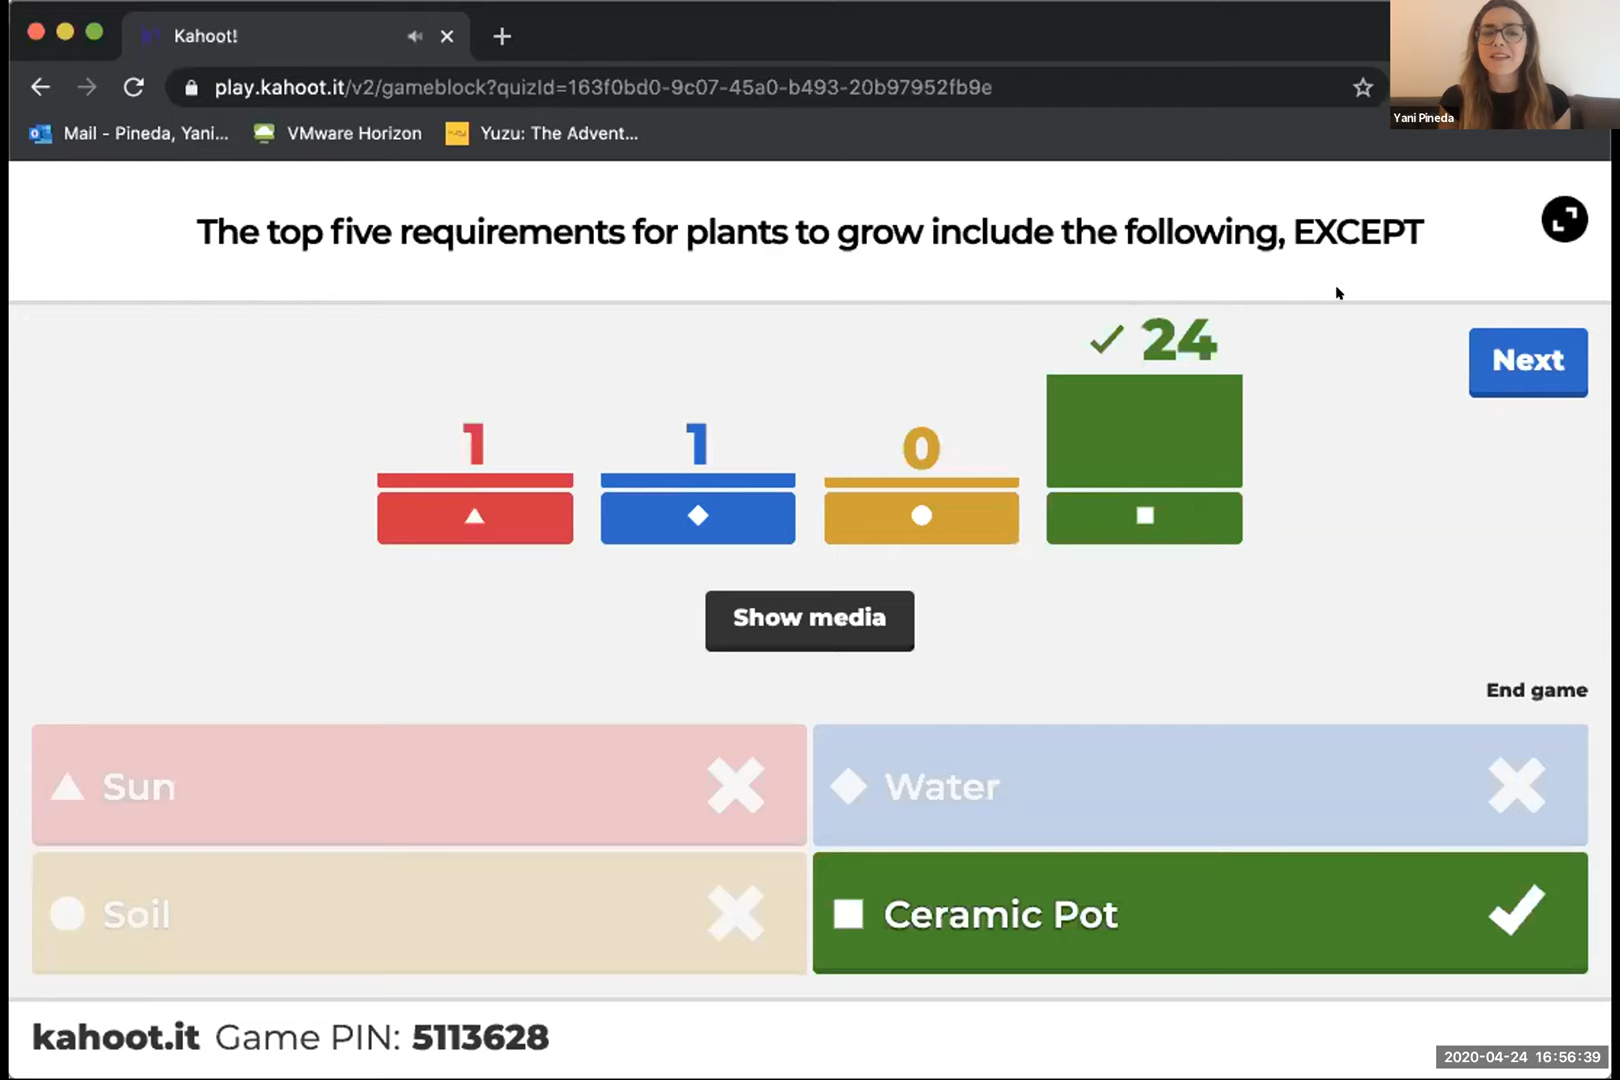 Kahoot!
play.kahoot.it/v2/gameblock?quizId=163f0bd0-9c07-45a0-b493-20b97952fb9e
Mail - Pineda, Yani... VMware Horizon Yuzu: The Advent...
Yani Pineda
The top five requirements for plants to grow include the following, EXCEPT
24
Next
1 1 0
Show media
End game
Sun Water
Soil Ceramic Pot
kahoot.it Game PIN: 5113628
2020-04-24 16:56:39